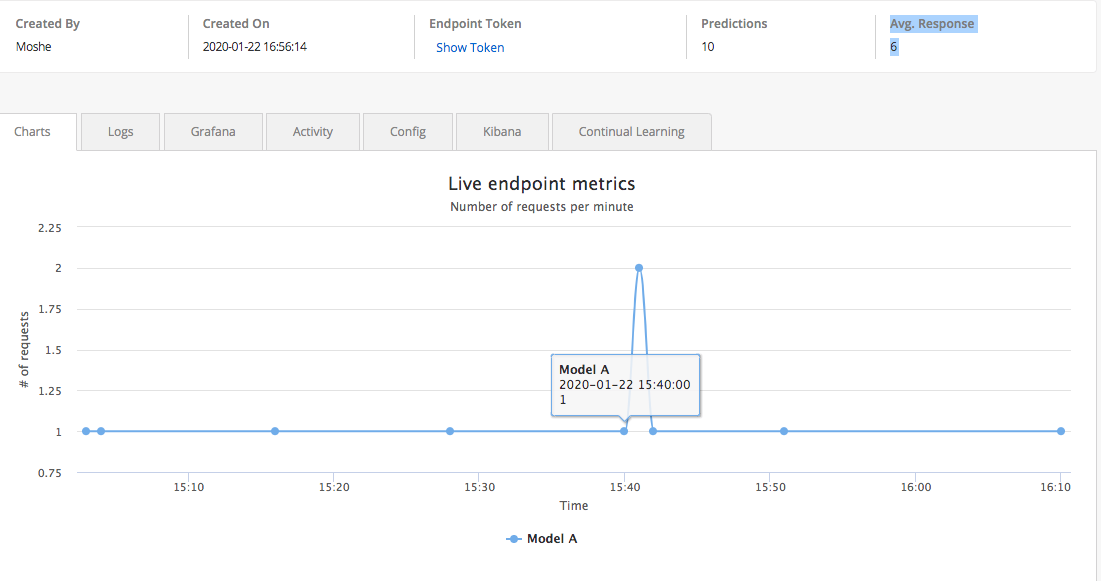 Created By
Moshe
Created On
2020-01-22 16:56:14
Endpoint Token
Show Token
Predictions
10
Avg. Response
6
Charts
Logs
Grafana
Activity
Config
Kibana
Continual Learning
Live endpoint metrics
Number of requests per minute
# of requests
2.25
2
1.75
1.5
1.25
1
0.75
Model A
2020-01-22 15:40:00
1
15:10
15:20
15:30
15:40
15:50
16:00
16:10
Time
Model A